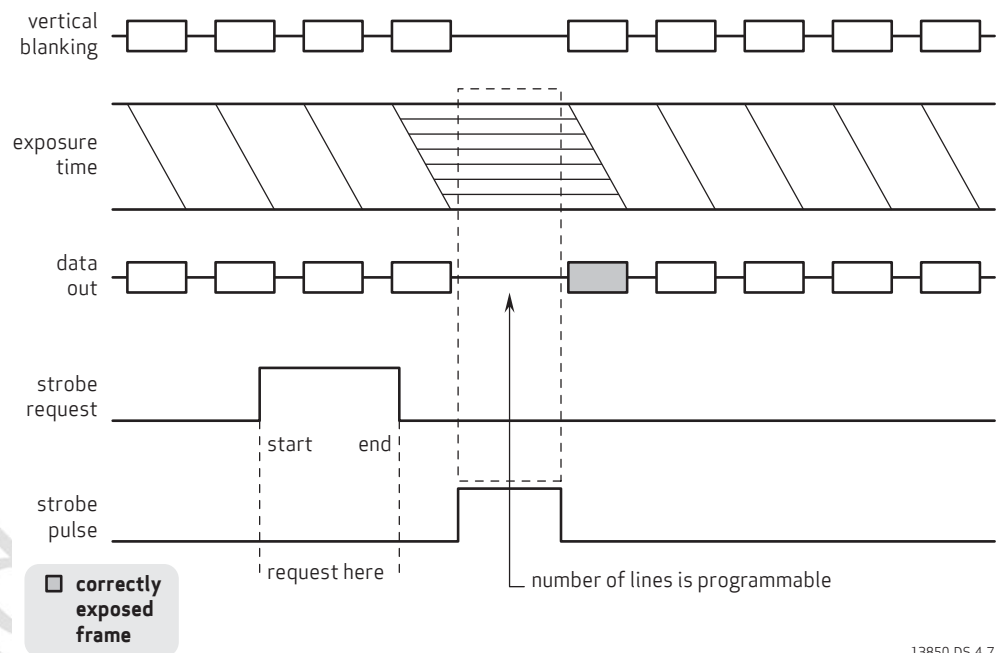 vertical
blanking
exposure
time
data
out
strobe
request
start end
strobe
pulse
request here
number of lines is programmable
correctly
exposed
frame
13850_DS_4_7